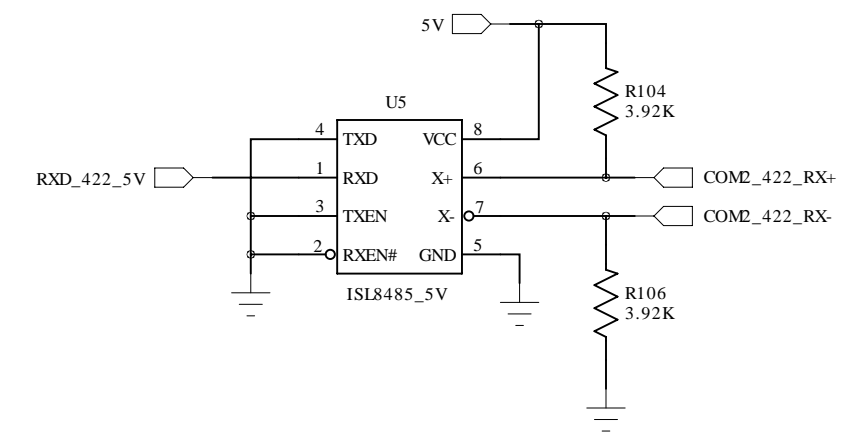 5V
R104
3.92K
U5
4 TXD VCC 8
RXD_422_5V 1 RXD X+ 6 COM2_422_RX+
3 TXEN X- 7 COM2_422_RX-
2 RXEN# GND 5
ISL8485_5V
R106
3.92K